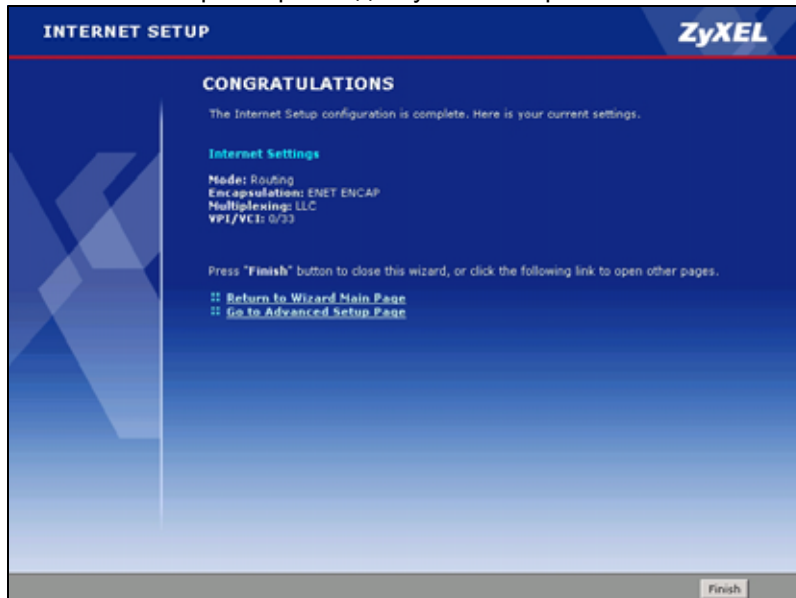 INTERNET SETUP
ZyXEL
CONGRATULATIONS
The Internet Setup configuration is complete. Here is your current settings.
Internet Settings
Mode: Routing
Encapsulation: ENET ENCAP
Multiplexing: LLC
VPI/VCI: 0/33
Press "Finish" button to close this wizard, or click the following link to open other pages.
Return to Wizard Main Page
Go to Advanced Setup Page
Finish